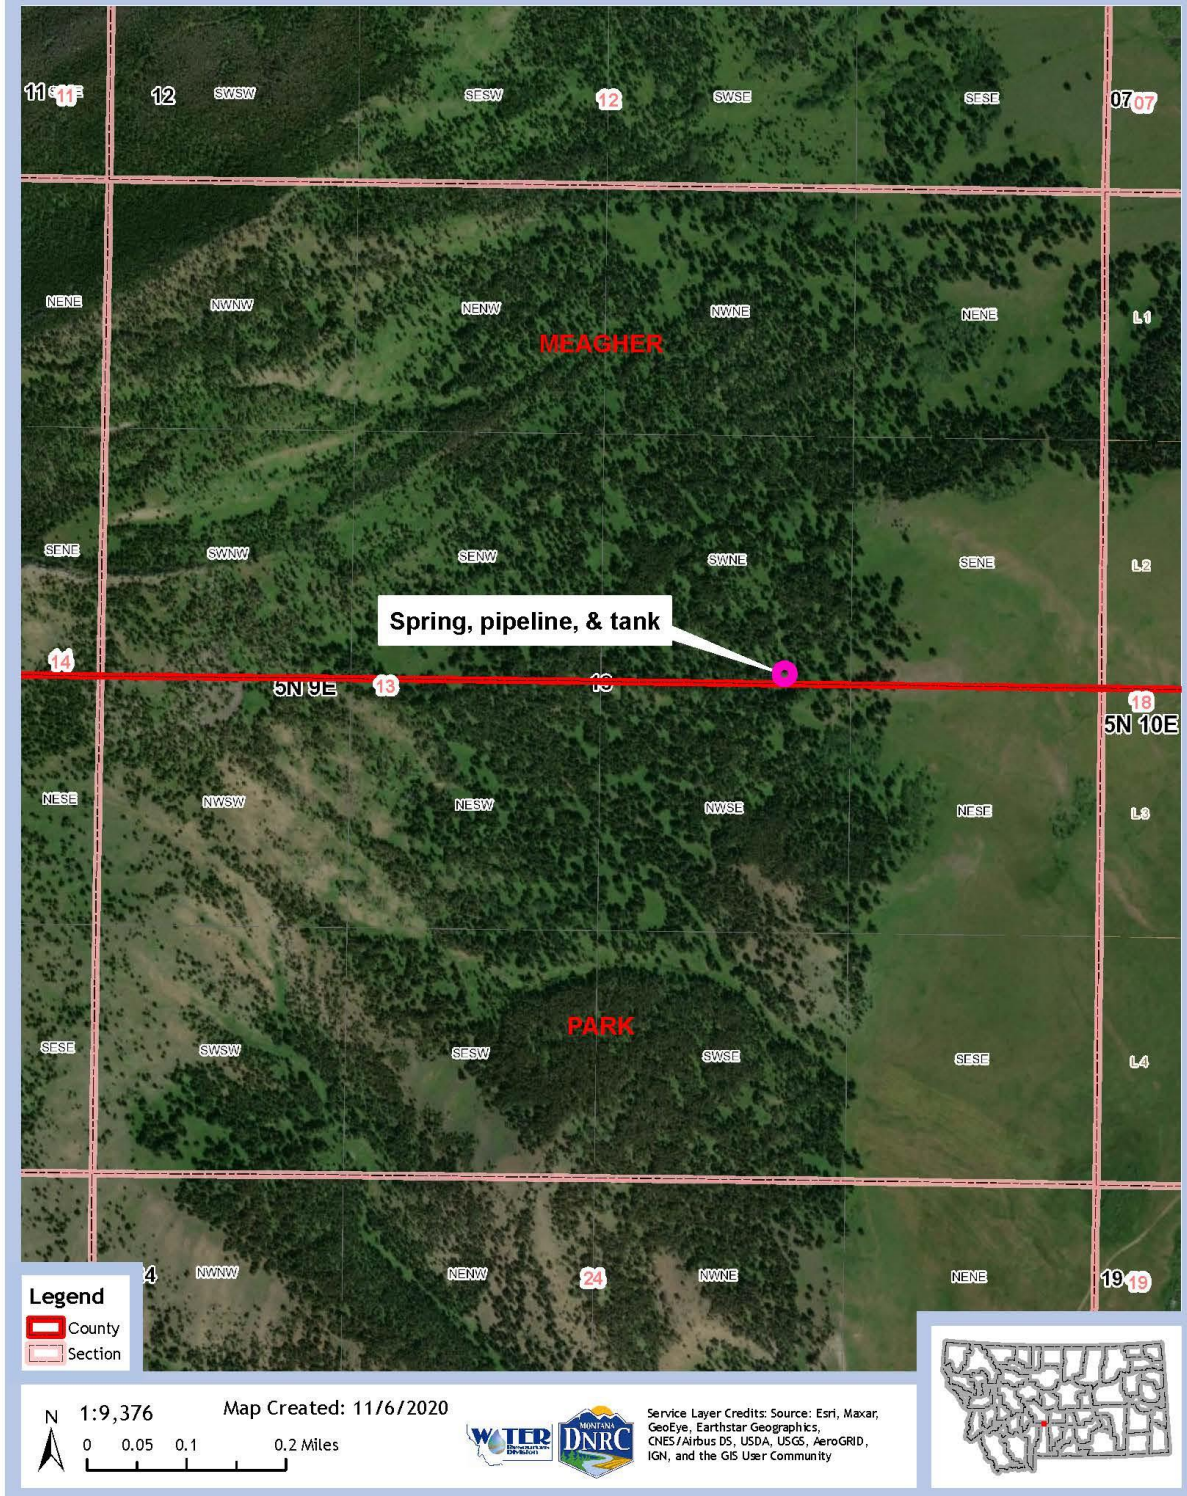 11 11
12
SWSW
SESW
12
SWSE
SESE
07 07
NENE
NWNW
NENW
NWNE
NENE
L1
MEAGHER
SENE
SWNW
SENW
SWNE
SENE
L2
Spring, pipeline, & tank
14
5N 9E
13
13
18
5N 10E
NESE
NWSW
NESW
NWSE
NESE
L3
PARK
SESE
SWSW
SESW
SWSE
SESE
L4
4
NWNW
NENW
24
NWNE
NENE
19 19
Legend
County
Section
N
1:9,376
Map Created: 11/6/2020
0 0.05 0.1 0.2 Miles
WATER
Resources
DIVISION
MONTANA
DNRC
Service Layer Credits: Source: Esri, Maxar,
GeoEye, Earthstar Geographics,
CNES/Airbus DS, USDA, USGS, AeroGRID,
IGN, and the GIS User Community